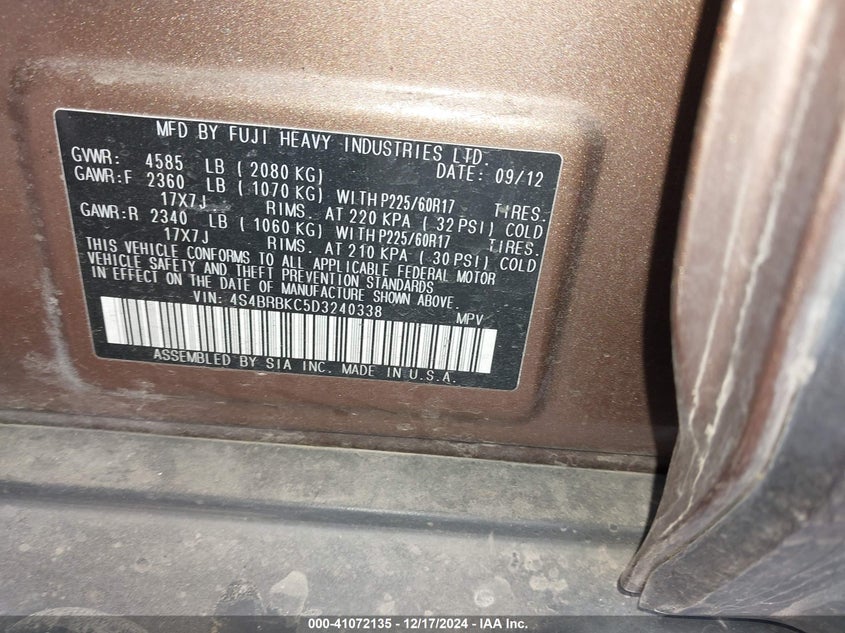 MFD BY FUJI HEAVY INDUSTRIES LTD.
GVWR: 4585 LB ( 2080 KG) DATE: 09/12
GAWR:F 2360 LB ( 1070 KG) WITH P225/60R17 TIRES.
17X7J RIMS. AT 220 KPA ( 32 PSI) COLD
GAWR:R 2340 LB ( 1060 KG) WITH P225/60R17 TIRES.
17X7J RIMS. AT 210 KPA ( 30 PSI) COLD
THIS VEHICLE CONFORMS TO ALL APPLICABLE FEDERAL MOTOR
VEHICLE SAFETY AND THEFT PREVENTION STANDARDS
IN EFFECT ON THE DATE OF MANUFACTURE SHOWN ABOVE.
VIN: 4S4BRBKC5D3240338 MPV
ASSEMBLED BY SIA INC. MADE IN U.S.A.
000-41072135 - 12/17/2024 - IAA Inc.